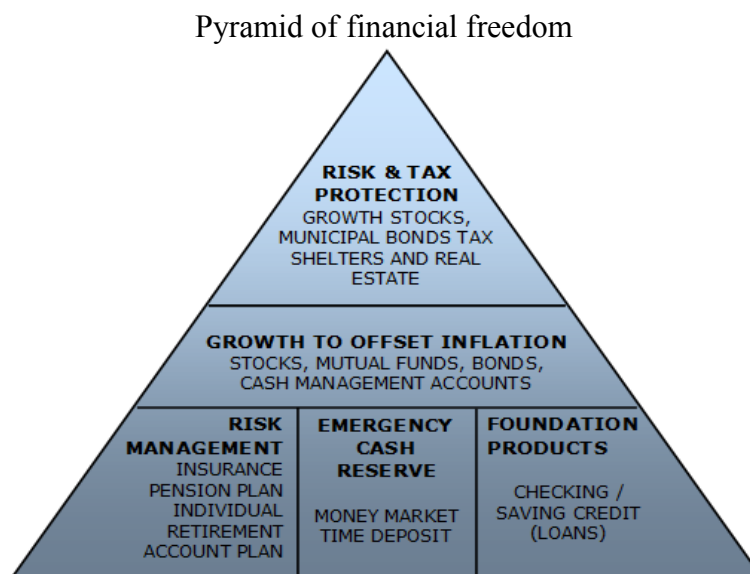 Pyramid of financial freedom
RISK & TAX
PROTECTION
GROWTH STOCKS,
MUNICIPAL BONDS TAX
SHELTERS AND REAL
ESTATE
GROWTH TO OFFSET INFLATION
STOCKS, MUTUAL FUNDS, BONDS,
CASH MANAGEMENT ACCOUNTS
RISK
MANAGEMENT
INSURANCE
PENSION PLAN
INDIVIDUAL
RETIREMENT
ACCOUNT PLAN
EMERGENCY
CASH
RESERVE
MONEY MARKET
TIME DEPOSIT
FOUNDATION
PRODUCTS
CHECKING /
SAVING CREDIT
(LOANS)